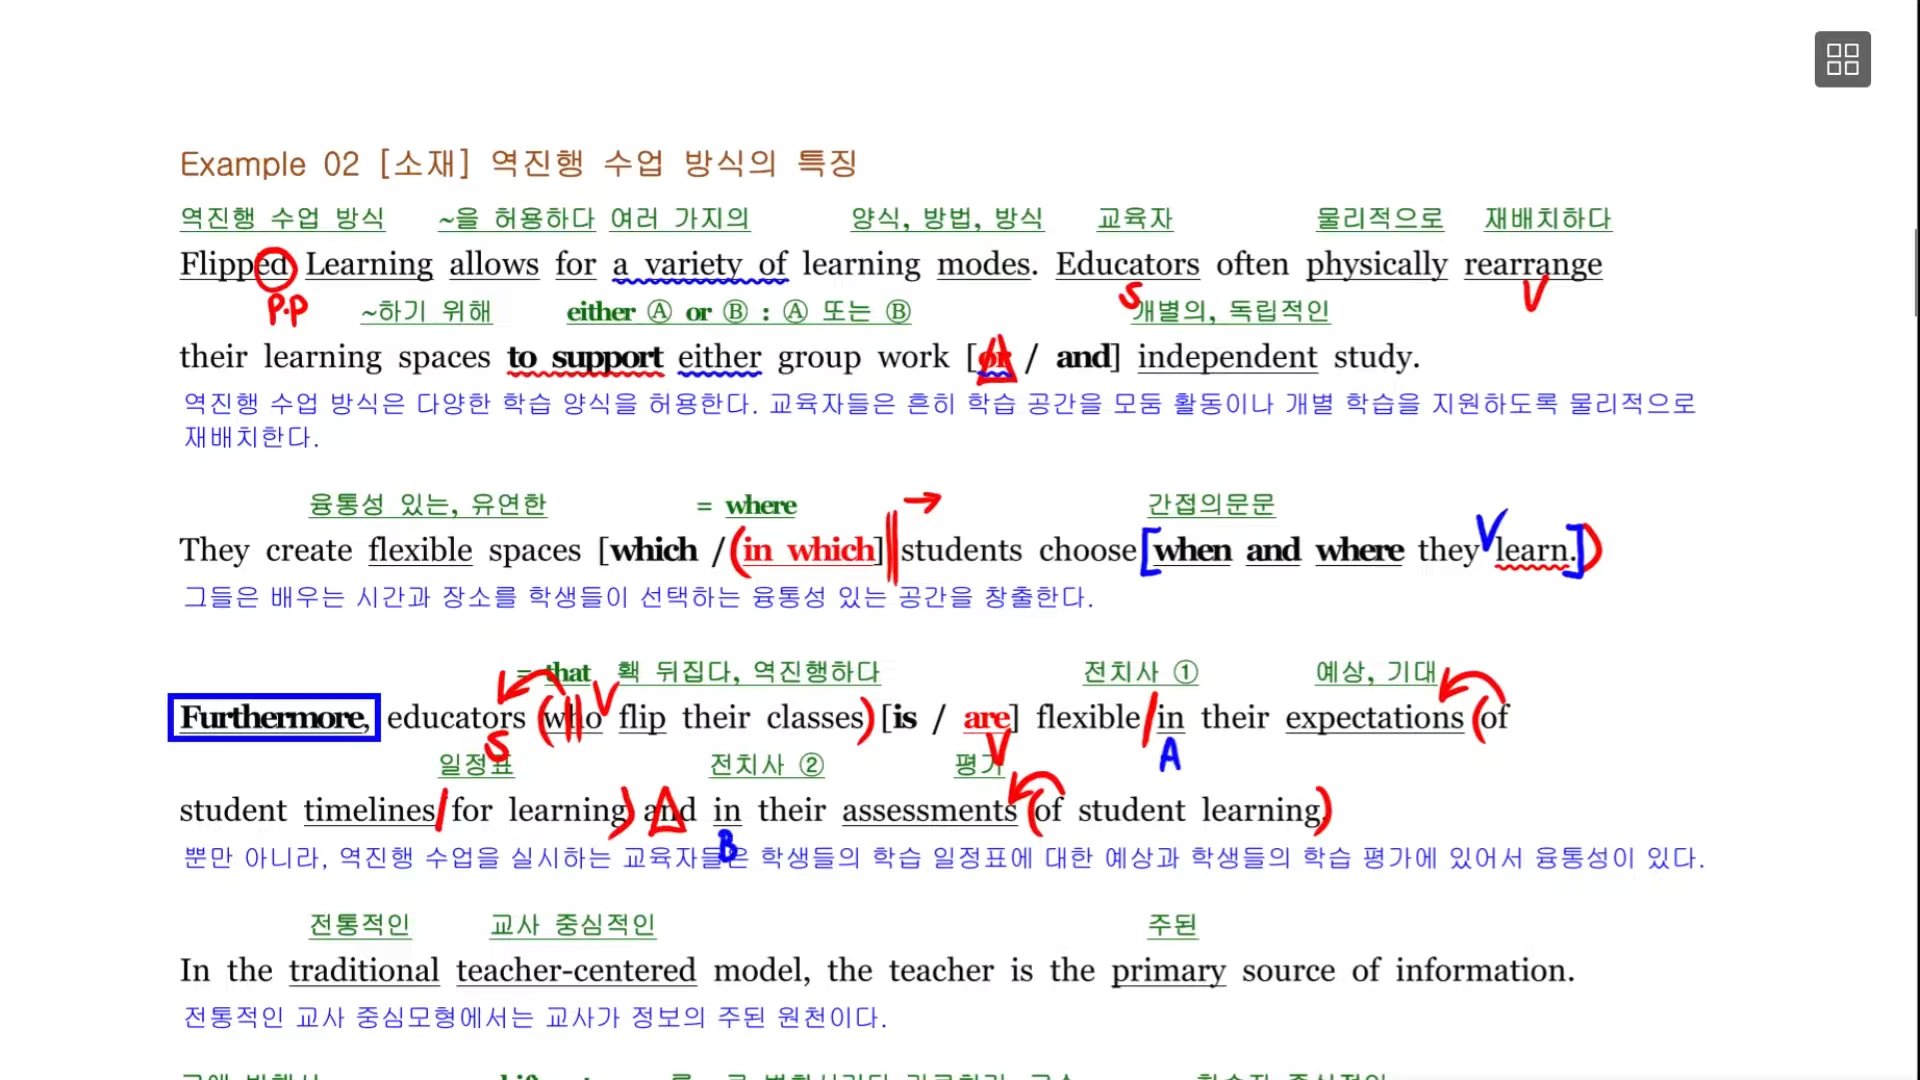 Example 02 [소재] 역진행 수업 방식의 특징
역진행 수업 방식 ~을 허용하다 여러 가지의 양식, 방법, 방식 교육자 물리적으로 재배치하다
Flipped Learning allows for a variety of learning modes. Educators often physically rearrange
P.P ~하기 위해 either Ⓐ or Ⓑ : Ⓐ 또는 Ⓑ S 개별의, 독립적인 V
their learning spaces to support either group work [or / and] independent study.
역진행 수업 방식은 다양한 학습 양식을 허용한다. 교육자들은 흔히 학습 공간을 모둠 활동이나 개별 학습을 지원하도록 물리적으로
재배치한다.
융통성 있는, 유연한 = where 간접의문문 V
They create flexible spaces [which / (in which] students choose [when and where they learn.])
그들은 배우는 시간과 장소를 학생들이 선택하는 융통성 있는 공간을 창출한다.
= that 홱 뒤집다, 역진행하다 전치사 ① 예상, 기대
Furthermore, educators (who V flip their classes) [is / are] flexible / in their expectations (of
S 일정표 전치사 ② 평가 V A
student timelines / for learning) and in their assessments (of student learning.)
B
뿐만 아니라, 역진행 수업을 실시하는 교육자들은 학생들의 학습 일정표에 대한 예상과 학생들의 학습 평가에 있어서 융통성이 있다.
전통적인 교사 중심적인 주된
In the traditional teacher-centered model, the teacher is the primary source of information.
전통적인 교사 중심모형에서는 교사가 정보의 주된 원천이다.